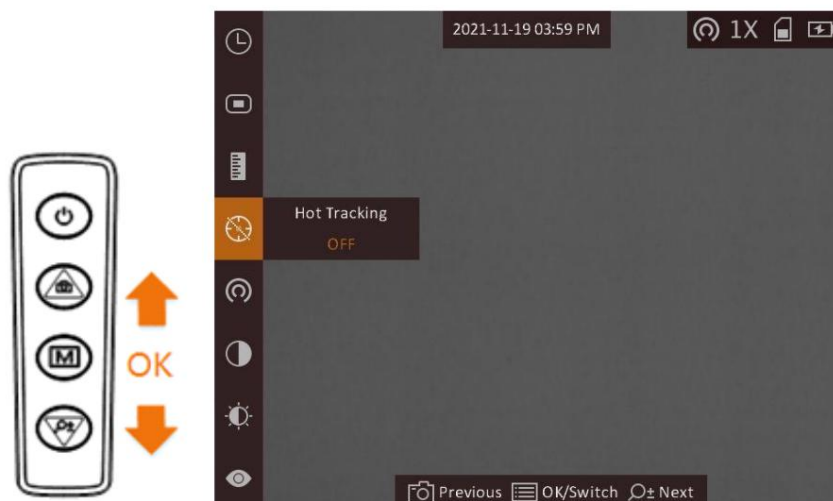 2021-11-19 03:59 PM
1X
Hot Tracking
OFF
M
OK
Previous OK/Switch Next